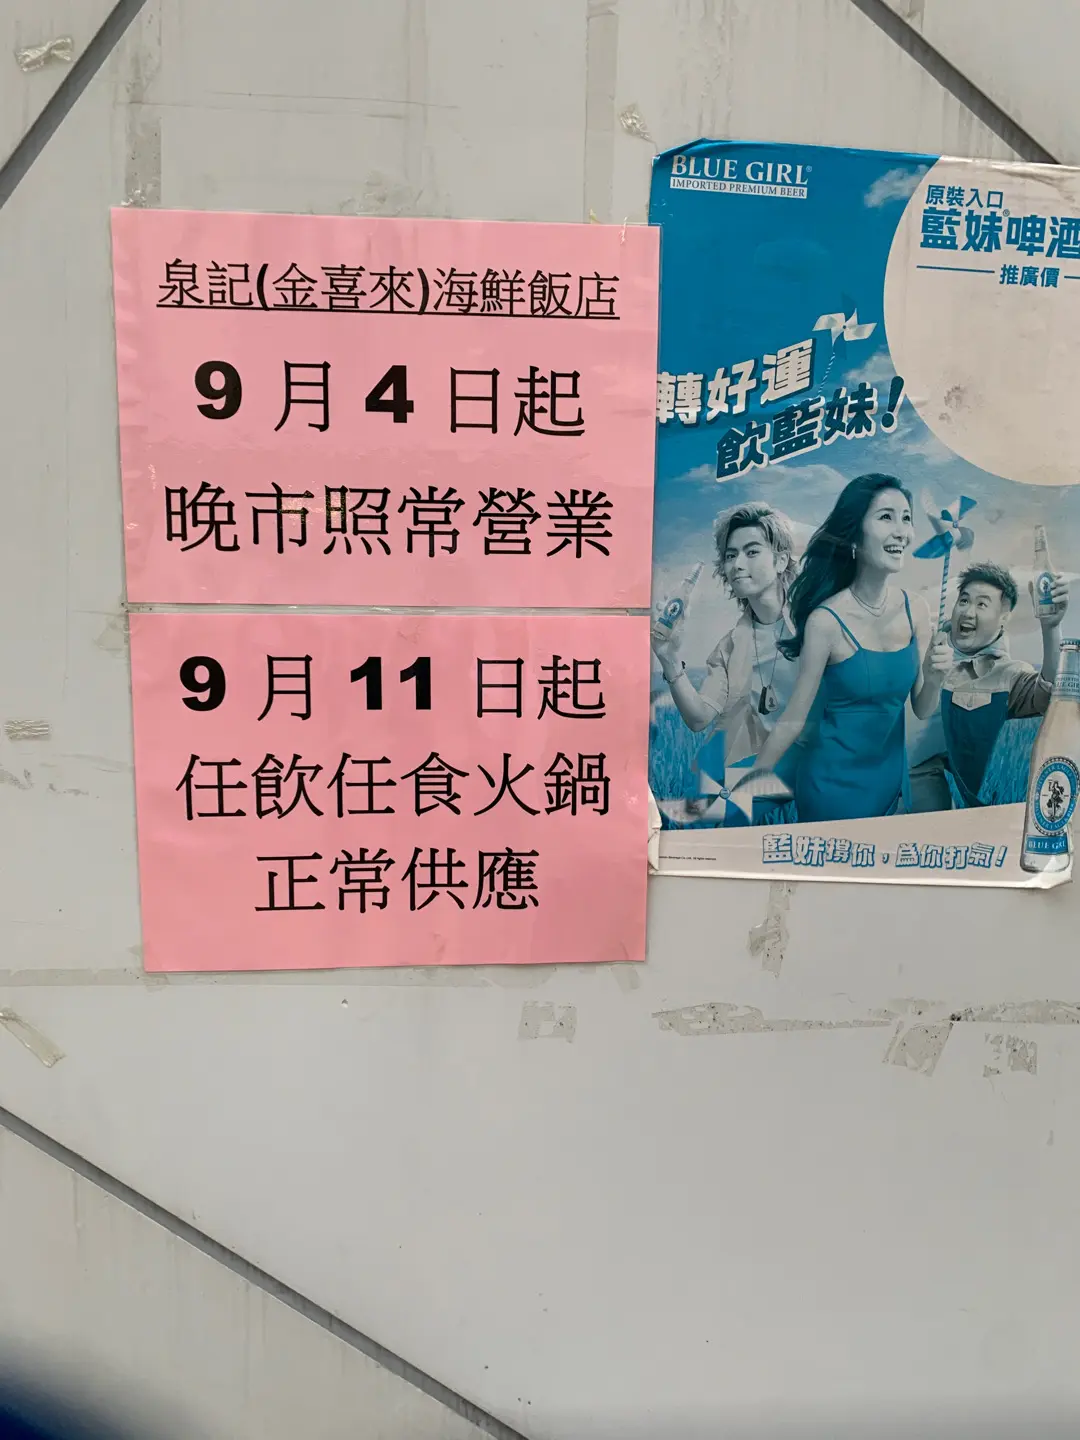 泉記(金喜來)海鮮飯店
9 月 4 日起
晚市照常營業
9 月 11 日起
任飲任食火鍋
正常供應
BLUE GIRL®
IMPORTED PREMIUM BEER
原裝入口
藍妹®啤酒
推廣價
轉好運
飲藍妹!
藍妹撐你，為你打氣!
BLUE GIRL